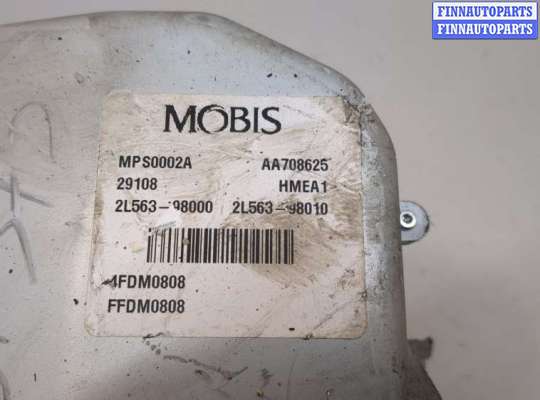 FINNAUTOPARTS
FINNAUTOPARTS
MOBIS
MPS0002A AA708625
29108 HMEA1
2L563-98000 2L563-98010
4FDM0808
FFDM0808